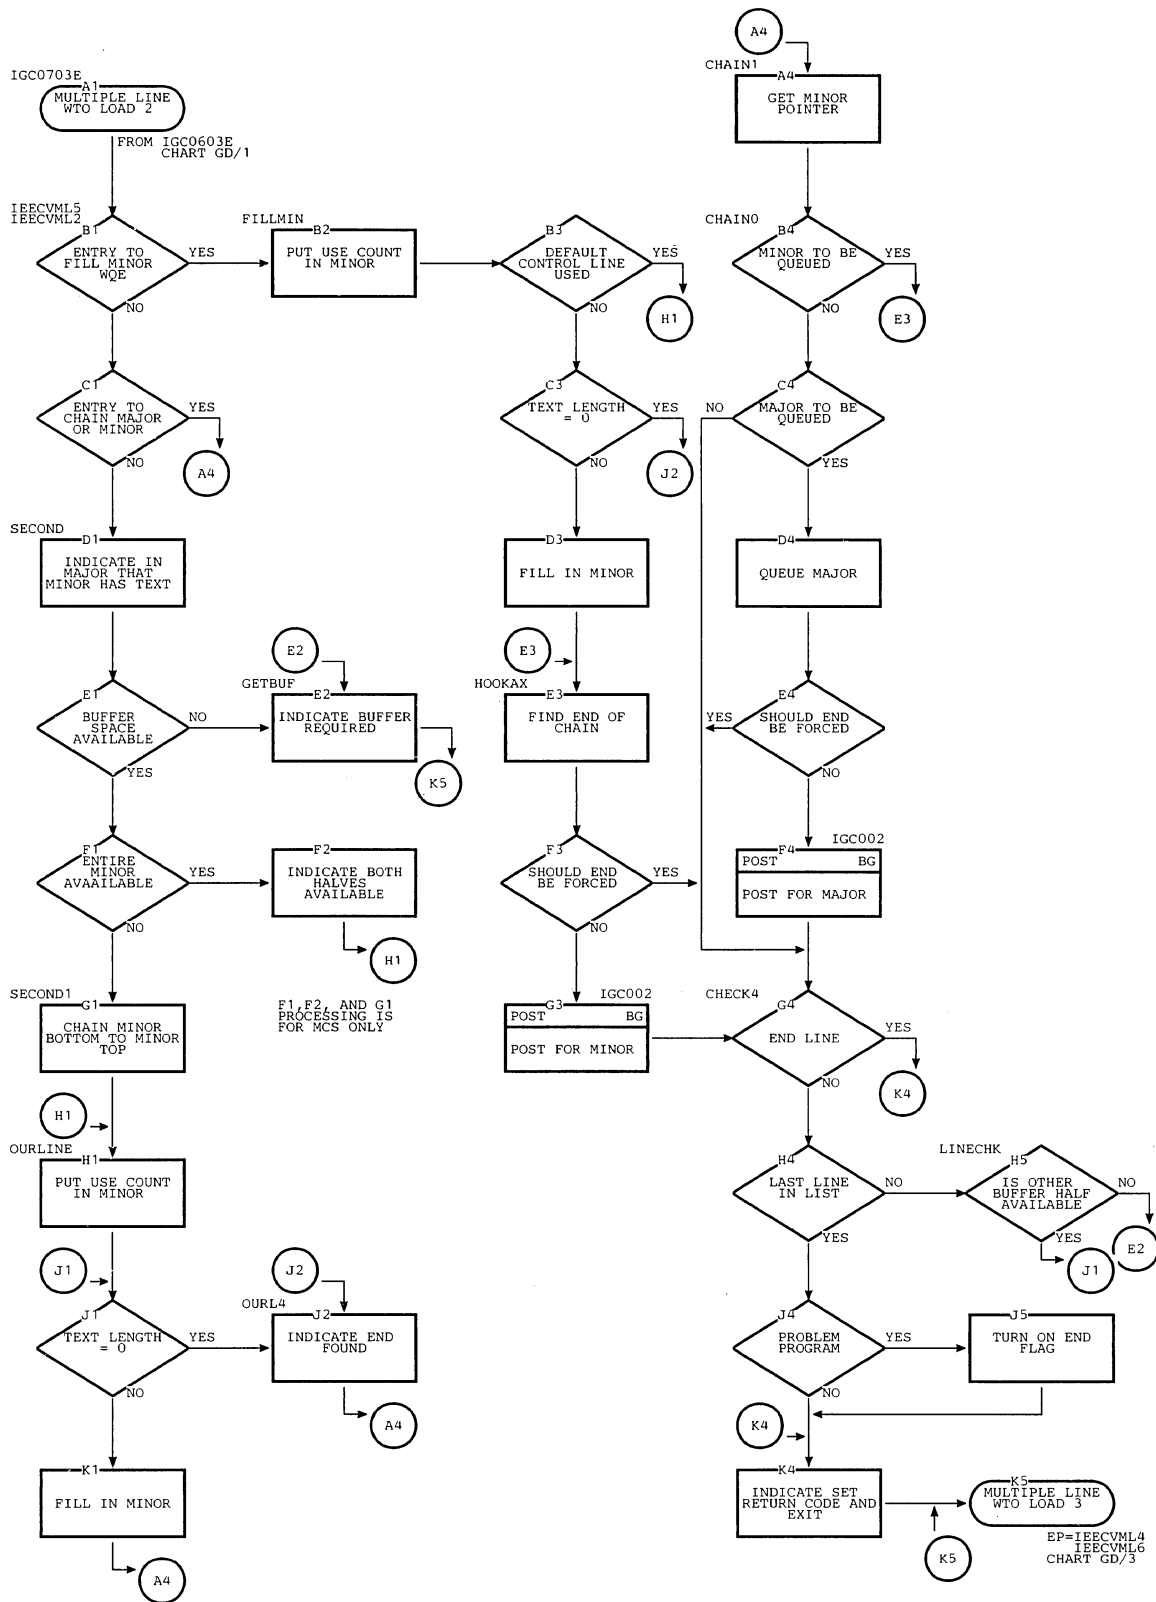 IGC0703E
A1
MULTIPLE LINE
WTO LOAD 2
FROM IGC0603E
CHART GD/1
IEECVML5
IEECVML2
B1
ENTRY TO
FILL MINOR
WQE
YES
NO
FILLMIN
B2
PUT USE COUNT
IN MINOR
B3
DEFAULT
CONTROL LINE
USED
YES
H1
NO
A4
CHAIN1
A4
GET MINOR
POINTER
CHAIN0
B4
MINOR TO BE
QUEUED
YES
E3
NO
C1
ENTRY TO
CHAIN MAJOR
OR MINOR
YES
A4
NO
C3
TEXT LENGTH
= 0
YES
J2
NO
C4
MAJOR TO BE
QUEUED
NO
YES
SECOND
D1
INDICATE IN
MAJOR THAT
MINOR HAS TEXT
D3
FILL IN MINOR
D4
QUEUE MAJOR
E1
BUFFER
SPACE
AVAILABLE
NO
YES
E2
GETBUF
E2
INDICATE BUFFER
REQUIRED
K5
E3
HOOKAX
E3
FIND END OF
CHAIN
E4
SHOULD END
BE FORCED
YES
NO
F1
ENTIRE
MINOR
AVAAILABLE
YES
NO
F2
INDICATE BOTH
HALVES
AVAILABLE
H1
F3
SHOULD END
BE FORCED
YES
NO
IGC002
F4
POST BG
POST FOR MAJOR
SECOND1
G1
CHAIN MINOR
BOTTOM TO MINOR
TOP
F1,F2, AND G1
PROCESSING IS
FOR MCS ONLY
IGC002
G3
POST BG
POST FOR MINOR
CHECK4
G4
END LINE
YES
K4
NO
H1
OURLINE
H1
PUT USE COUNT
IN MINOR
H4
LAST LINE
IN LIST
NO
YES
LINECHK
H5
IS OTHER
BUFFER HALF
AVAILABLE
NO
E2
YES
J1
J1
J1
TEXT LENGTH
= 0
YES
NO
J2
OURL4
J2
INDICATE END
FOUND
A4
J4
PROBLEM
PROGRAM
YES
NO
J5
TURN ON END
FLAG
K1
FILL IN MINOR
A4
K4
K4
INDICATE SET
RETURN CODE AND
EXIT
K5
K5
MULTIPLE LINE
WTO LOAD 3
EP=IEECVML4
IEECVML6
CHART GD/3